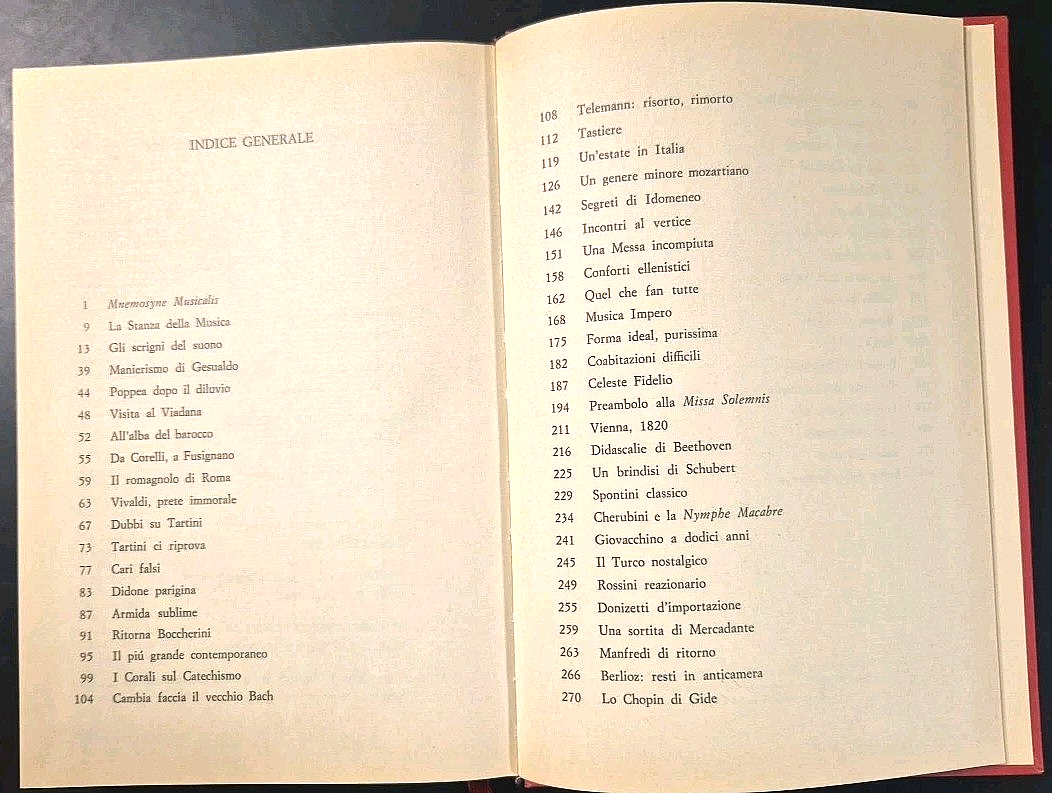 INDICE GENERALE
1 Mnemosyne Musicalis
9 La Stanza della Musica
13 Gli scrigni del suono
39 Manierismo di Gesualdo
44 Poppea dopo il diluvio
48 Visita al Viadana
52 All'alba del barocco
55 Da Corelli, a Fusignano
59 Il romagnolo di Roma
63 Vivaldi, prete immorale
67 Dubbi su Tartini
73 Tartini ci riprova
77 Cari falsi
83 Didone parigina
87 Armida sublime
91 Ritorna Boccherini
95 Il piú grande contemporaneo
99 I Corali sul Catechismo
104 Cambia faccia il vecchio Bach
108 Telemann: risorto, rimorto
112 Tastiere
119 Un'estate in Italia
126 Un genere minore mozartiano
142 Segreti di Idomeneo
146 Incontri al vertice
151 Una Messa incompiuta
158 Conforti ellenistici
162 Quel che fan tutte
168 Musica Impero
175 Forma ideal, purissima
182 Coabitazioni difficili
187 Celeste Fidelio
194 Preambolo alla Missa Solemnis
211 Vienna, 1820
216 Didascalie di Beethoven
225 Un brindisi di Schubert
229 Spontini classico
234 Cherubini e la Nymphe Macabre
241 Giovacchino a dodici anni
245 Il Turco nostalgico
249 Rossini reazionario
255 Donizetti d'importazione
259 Una sortita di Mercadante
263 Manfredi di ritorno
266 Berlioz: resti in anticamera
270 Lo Chopin di Gide